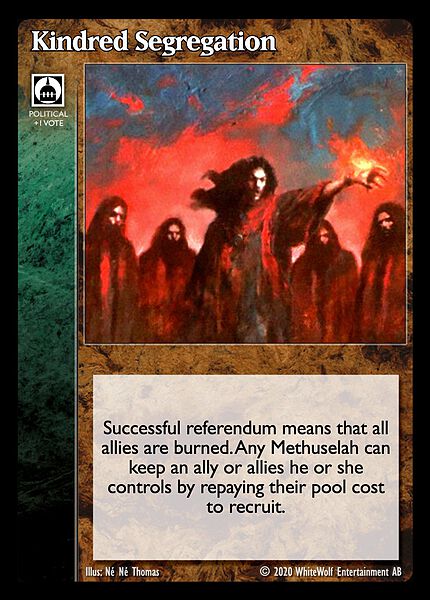 Kindred Segregation
POLITICAL
+1 VOTE
Successful referendum means that all
allies are burned. Any Methuselah can
keep an ally or allies he or she
controls by repaying their pool cost
to recruit.
Illus: Né Né Thomas
© 2020 WhiteWolf Entertainment AB